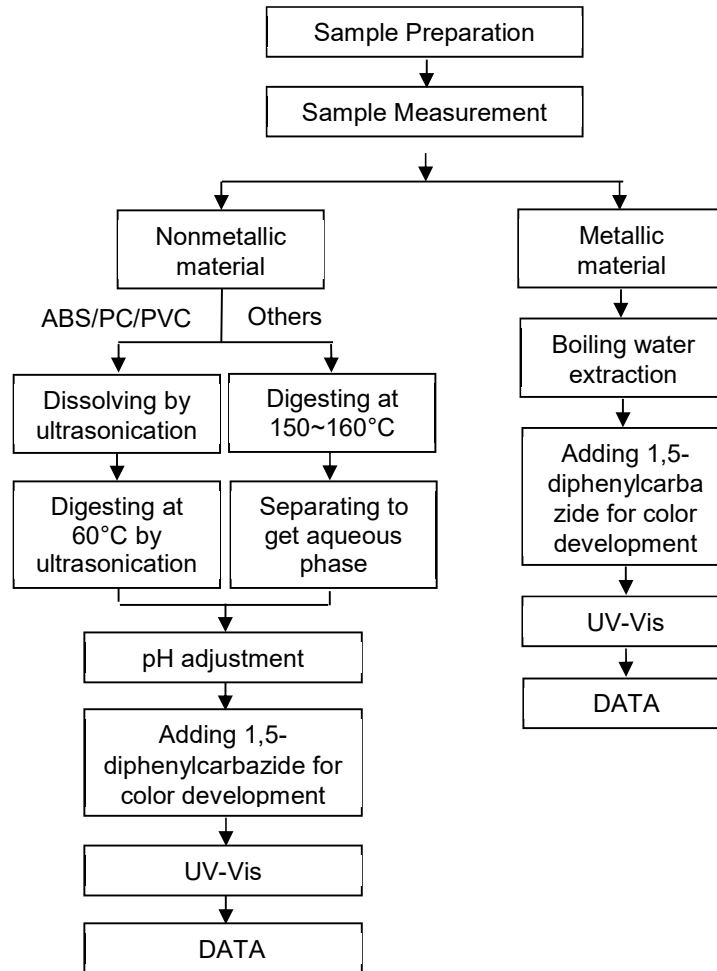 Sample Preparation
Sample Measurement
Nonmetallic
material
Metallic
material
ABS/PC/PVC
Others
Boiling water
extraction
Dissolving by
ultrasonication
Digesting at
150~160°C
Adding 1,5-
diphenylcarba
zide for color
development
Digesting at
60°C by
ultrasonication
Separating to
get aqueous
phase
UV-Vis
pH adjustment
DATA
Adding 1,5-
diphenylcarbazide for
color development
UV-Vis
DATA